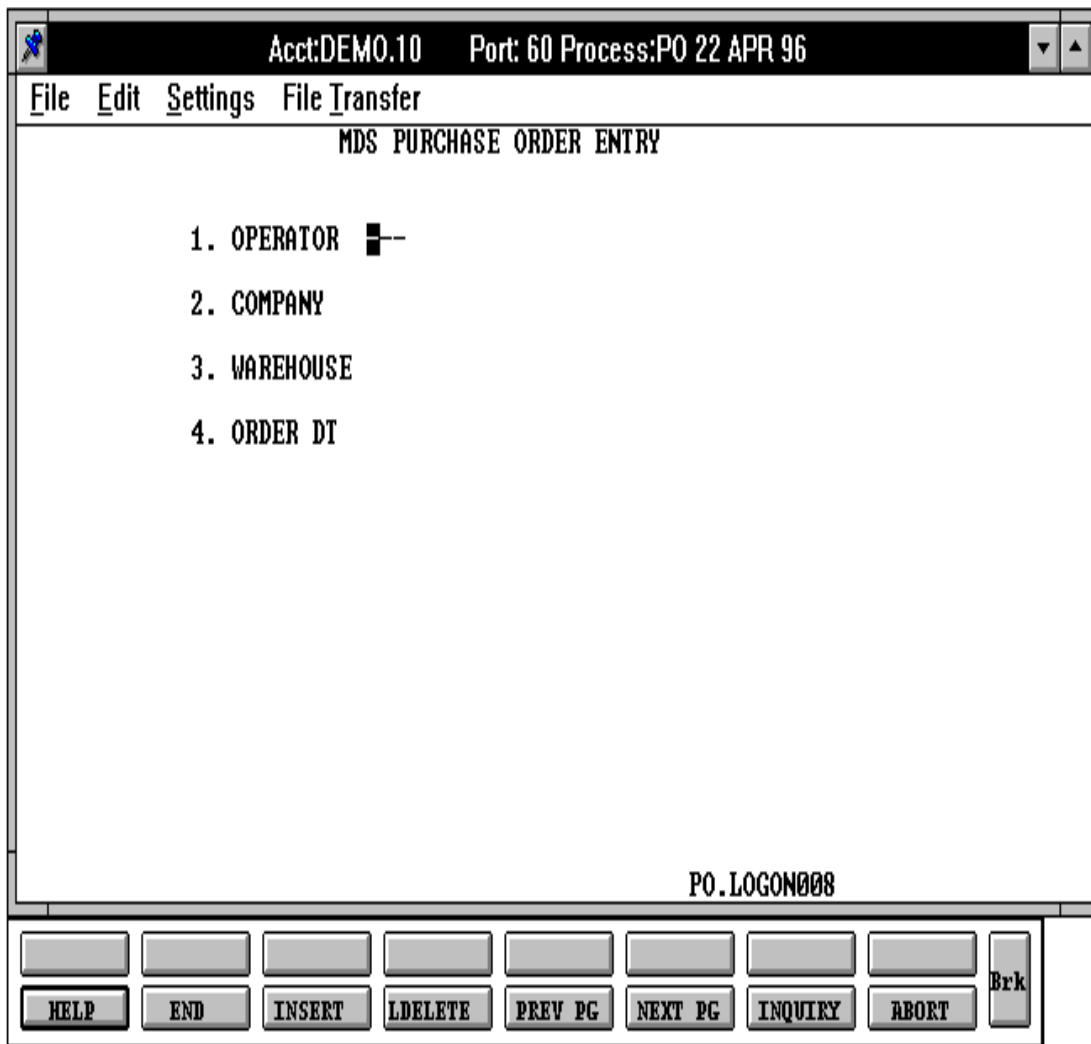 Acct:DEMO.10 Port: 60 Process:PO 22 APR 96
File Edit Settings File Transfer
MDS PURCHASE ORDER ENTRY
1. OPERATOR ---
2. COMPANY
3. WAREHOUSE
4. ORDER DT
PO.LOGON008
Brk
HELP END INSERT LDELETE PREV PG NEXT PG INQUIRY ABORT